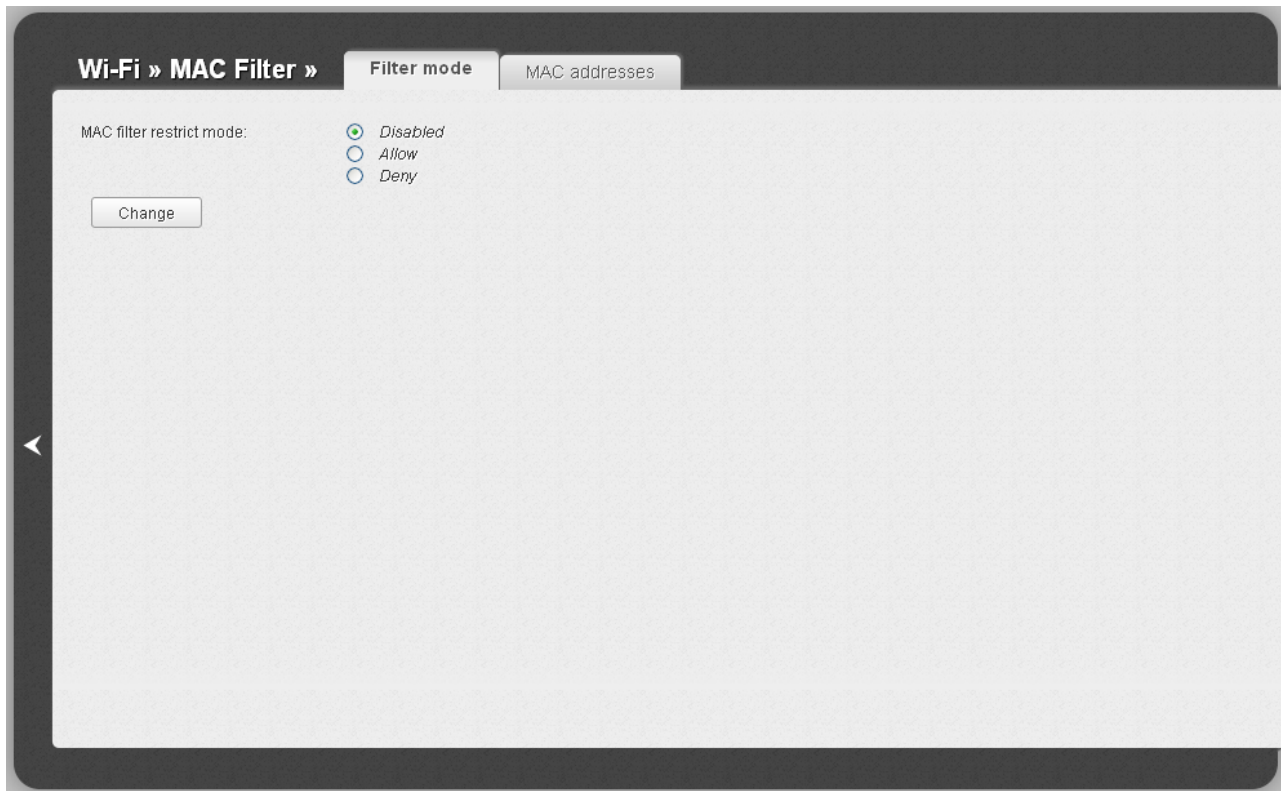 Wi-Fi » MAC Filter » Filter mode MAC addresses
MAC filter restrict mode: Disabled
Allow
Deny
Change